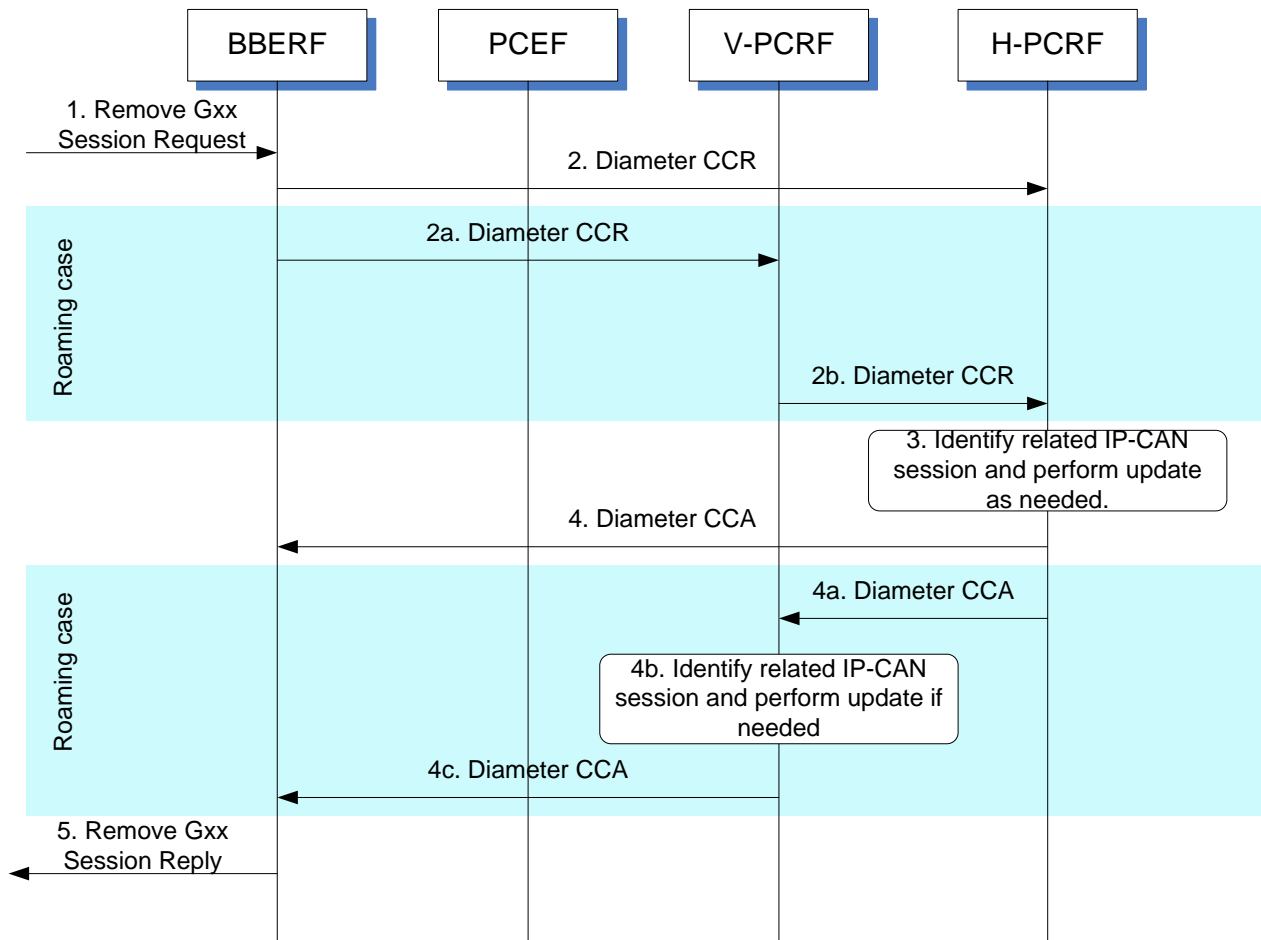 BBERF
PCEF
V-PCRF
H-PCRF
1. Remove Gxx
Session Request
2. Diameter CCR
Roaming case
2a. Diameter CCR
2b. Diameter CCR
3. Identify related IP-CAN
session and perform update
as needed.
4. Diameter CCA
Roaming case
4a. Diameter CCA
4b. Identify related IP-CAN
session and perform update if
needed
4c. Diameter CCA
5. Remove Gxx
Session Reply